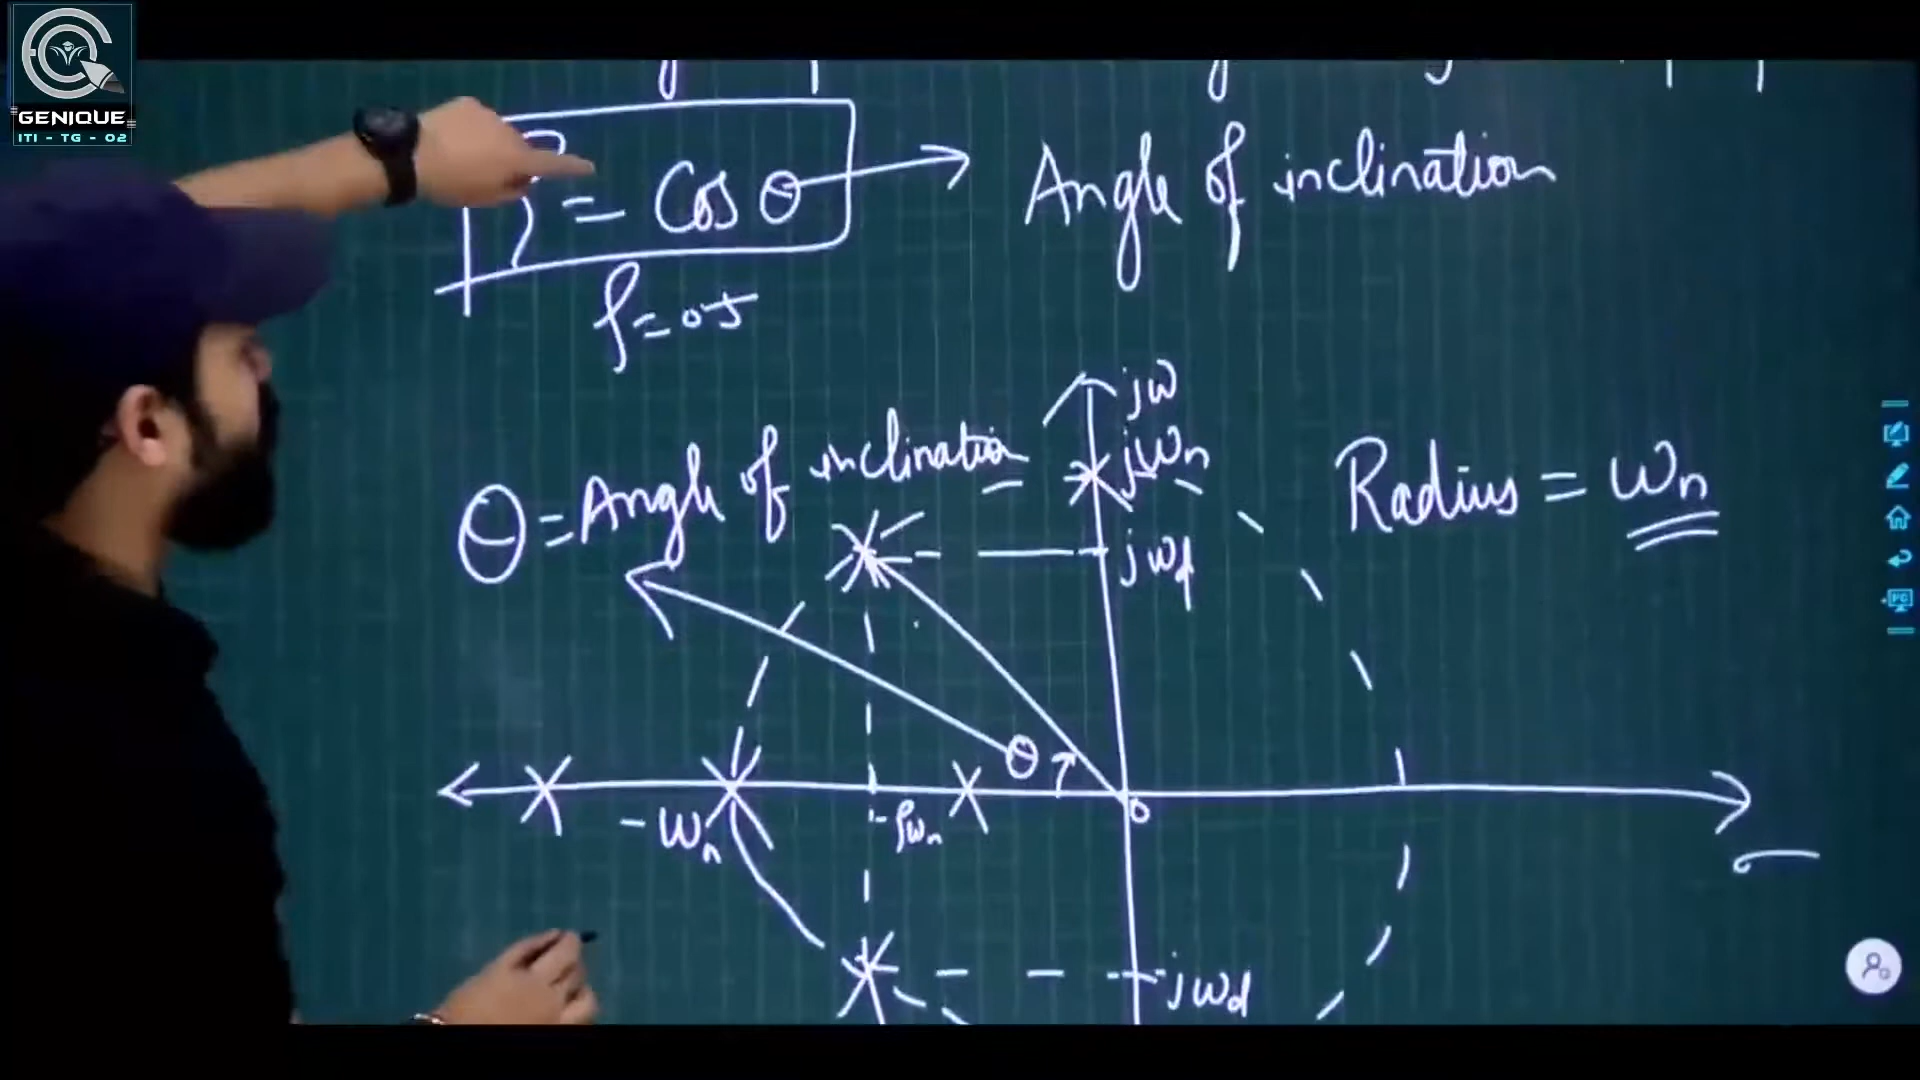 GENIQUE
ITI - TG - 02
ξ = Cos θ → Angle of inclination
ξ = 0.5
jω
jωn
θ = Angle of inclination
Radius = ωn
jωd
θ
-ωn
-ξωn
0
σ
jωd